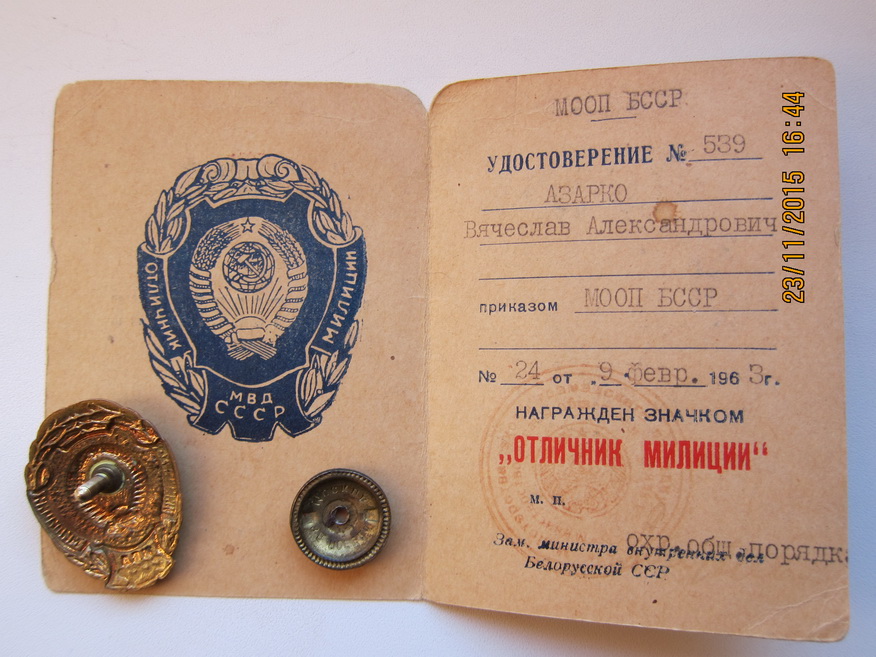 ОТЛИЧНИК МИЛИЦИИ
МВД
СССР
МООП БССР
УДОСТОВЕРЕНИЕ № 539
АЗАРКО
Вячеслав Александрович
приказом МООП БССР
№ 24 от „ 9 " февр. 1963г.
НАГРАЖДЕН ЗНАЧКОМ
„ОТЛИЧНИК МИЛИЦИИ“
м. п.
охр.общ.порядк
Зам. министра внутренних дел
Белорусской ССР
23/11/2015 16:44